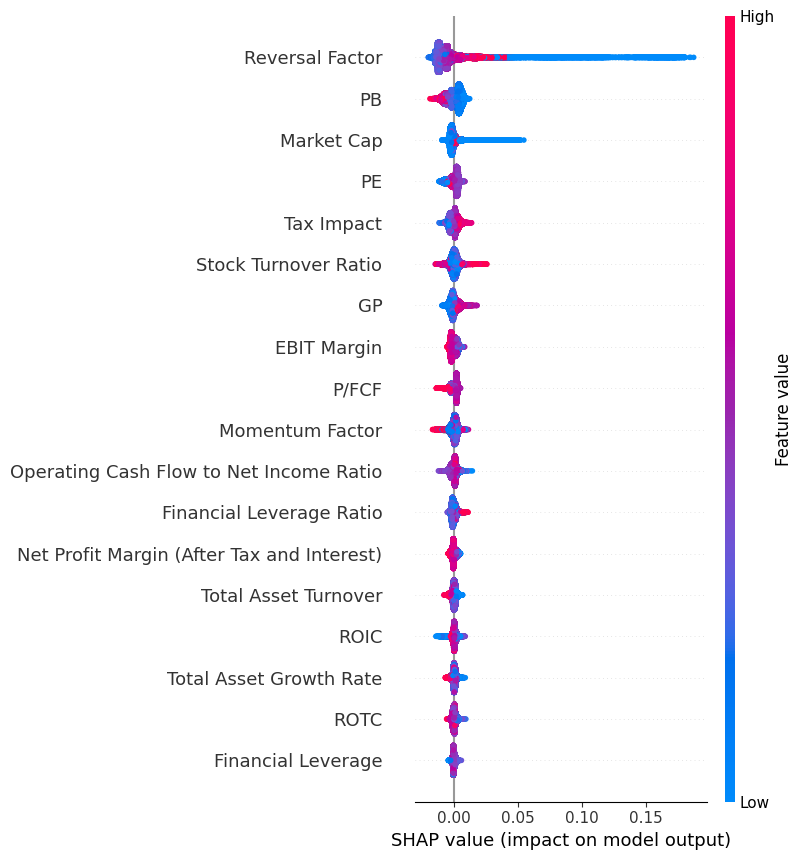 High
Reversal Factor
PB
Market Cap
PE
Tax Impact
Stock Turnover Ratio
GP
EBIT Margin
P/FCF
Momentum Factor
Operating Cash Flow to Net Income Ratio
Financial Leverage Ratio
Net Profit Margin (After Tax and Interest)
Total Asset Turnover
ROIC
Total Asset Growth Rate
ROTC
Financial Leverage
Feature value
Low
0.00 0.05 0.10 0.15
SHAP value (impact on model output)